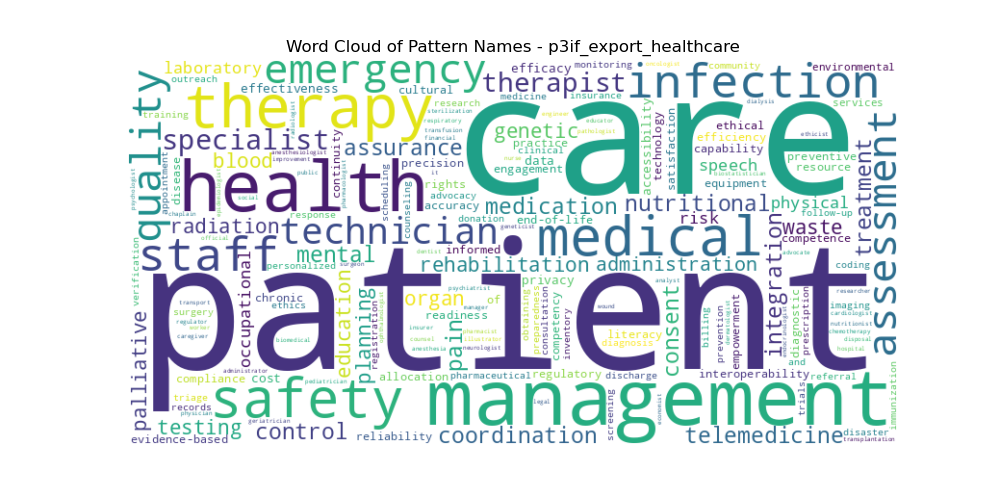 Word Cloud of Pattern Names - p3if_export_healthcare
patient
care
management
health
medical
therapy
safety
infection
emergency
staff
technician
quality
assessment
therapist
specialist
assurance
control
testing
coordination
telemedicine
rehabilitation
administration
medication
nutritional
radiation
mental
organ
blood
genetic
planning
pain
education
consent
integration
treatment
waste
physical
risk
speech
palliative
occupational
laboratory
outreach
training
effectiveness
efficacy
cultural
monitoring
medicine
insurance
research
sterilization
respiratory
transfusion
financial
community
environmental
dialysis
services
accessibility
technology
satisfaction
ethical
efficiency
capability
ethicist
educator
engineer
pathologist
nurse
practice
clinical
data
engagement
precision
it
rights
advocacy
accuracy
continuity
scheduling
counseling
disease
appointment
psychologist
chaplain
anesthesiologist
improvement
public
social
response
official
donation
end-of-life
geneticist
informed
dentist
surgeon
personalized
chronic
ethics
surgery
transport
regulator
worker
caregiver
biomedical
verification
compliance
cost
administrator
pediatrician
triage
records
physician
geriatrician
evidence-based
registration
allocation
pharmaceutical
regulatory
discharge
reliability
legal
insurer
counsel
anesthesia
neurologist
readiness
of
psychiatrist
manager
pharmacist
privacy
obtaining
preparedness
consultation
competency
inventory
wound
literacy
diagnosis
analyst
billing
prevention
empowerment
interoperability
diagnostic
and
prescription
imaging
coding
researcher
cardiologist
nutritionist
chemotherapy
disposal
hospital
referral
trials
screening
economist
disaster
transplantation
immunization
preventive
resource
equipment
biostatistician
follow-up
competence
advocate